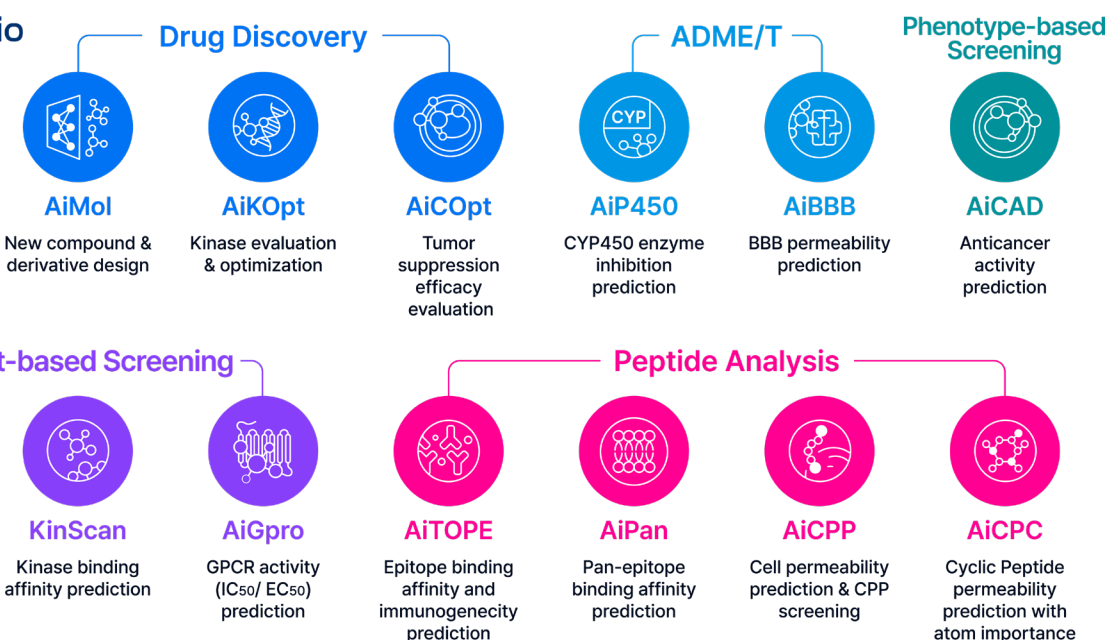 io
Drug Discovery
ADME/T
Phenotype-based
Screening
CYP
AiMol
AiKOpt
AiCOpt
AiP450
AiBBB
AiCAD
New compound &
derivative design
Kinase evaluation
& optimization
Tumor
suppression
efficacy
evaluation
CYP450 enzyme
inhibition
prediction
BBB permeability
prediction
Anticancer
activity
prediction
t-based Screening
Peptide Analysis
KinScan
AiGpro
AiTOPE
AiPan
AiCPP
AiCPC
Kinase binding
affinity prediction
GPCR activity
(IC50/ EC50)
prediction
Epitope binding
affinity and
immunogenecity
prediction
Pan-epitope
binding affinity
prediction
Cell permeability
prediction & CPP
screening
Cyclic Peptide
permeability
prediction with
atom importance